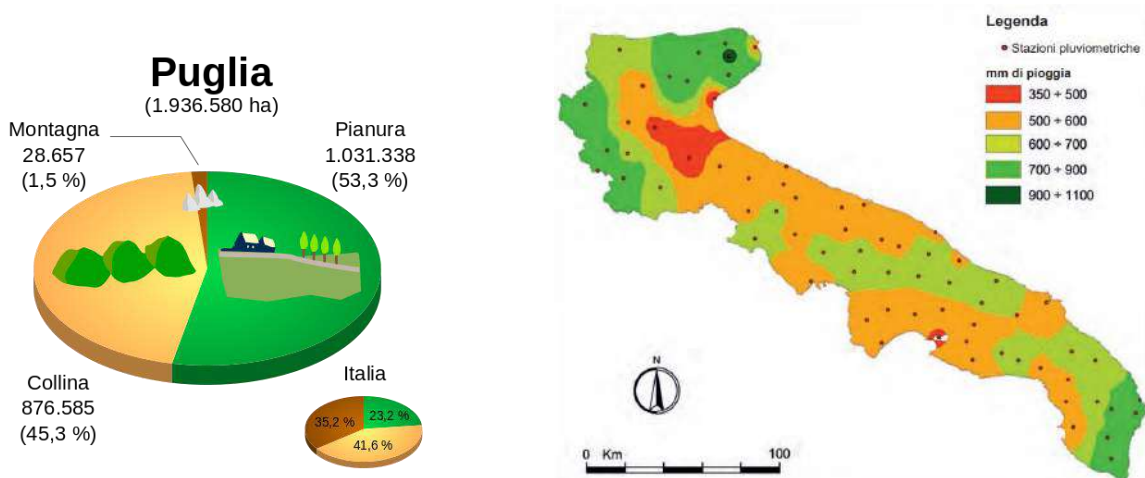 Puglia
(1.936.580 ha)
Montagna
28.657
(1,5 %)
Pianura
1.031.338
(53,3 %)
Collina
876.585
(45,3 %)
Italia
35,2 %
23,2 %
41,6 %
Legenda
Stazioni pluviometriche
mm di pioggia
350 ÷ 500
500 ÷ 600
600 ÷ 700
700 ÷ 900
900 ÷ 1100
N
0 Km 100